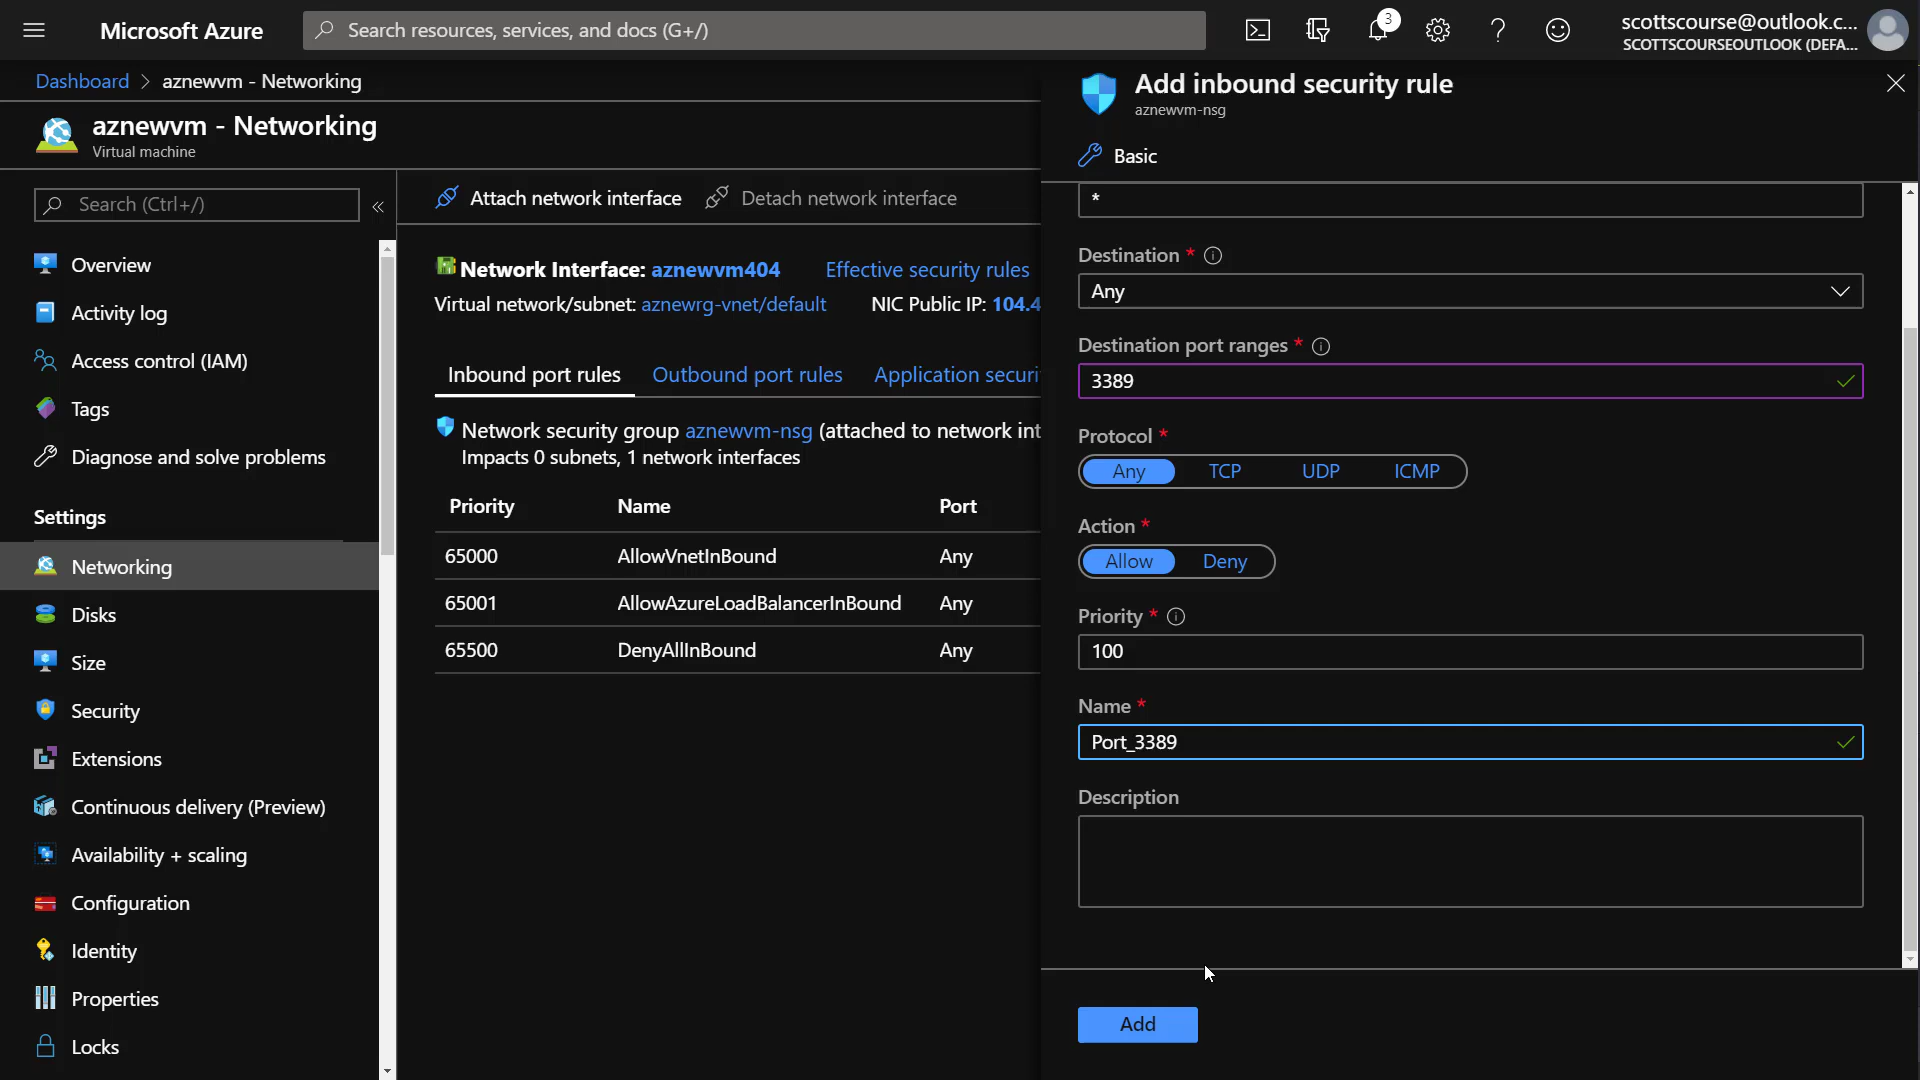 Microsoft Azure
Search resources, services, and docs (G+/)
3
scottscourse@outlook.c...
SCOTTSCOURSEOUTLOOK (DEFA...
Dashboard > aznewvm - Networking
aznewvm - Networking
Virtual machine
Search (Ctrl+/)
Overview
Activity log
Access control (IAM)
Tags
Diagnose and solve problems
Settings
Networking
Disks
Size
Security
Extensions
Continuous delivery (Preview)
Availability + scaling
Configuration
Identity
Properties
Locks
Attach network interface
Detach network interface
Network Interface: aznewvm404
Effective security rules
Virtual network/subnet: aznewrg-vnet/default
NIC Public IP: 104.4
Inbound port rules
Outbound port rules
Application securi
Network security group aznewvm-nsg (attached to network int
Impacts 0 subnets, 1 network interfaces
Priority Name Port
65000 AllowVnetInBound Any
65001 AllowAzureLoadBalancerInBound Any
65500 DenyAllInBound Any
Add inbound security rule
aznewvm-nsg
Basic
*
Destination *
Any
Destination port ranges *
3389
Protocol *
Any TCP UDP ICMP
Action *
Allow Deny
Priority *
100
Name *
Port_3389
Description
Add